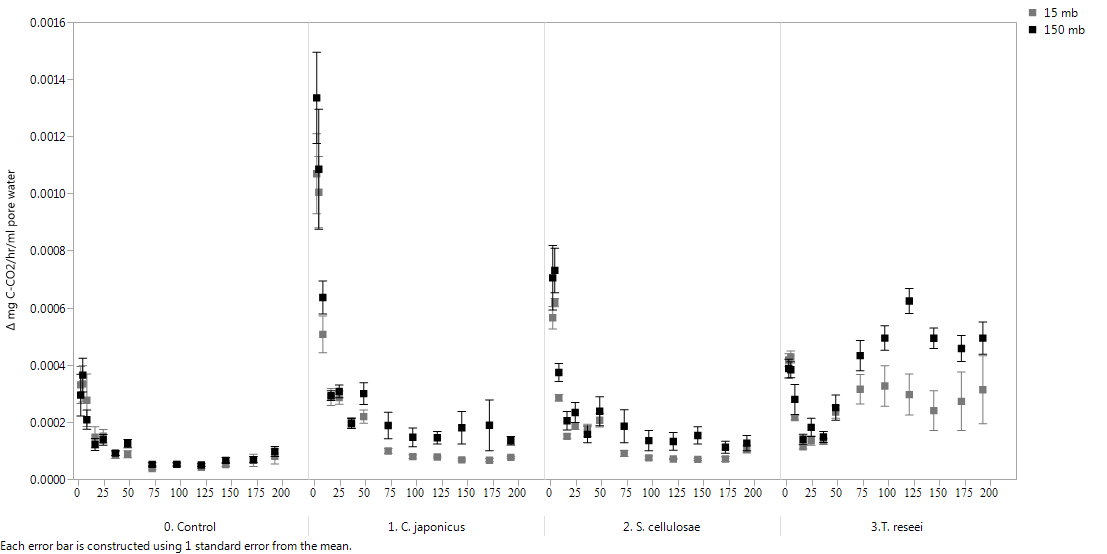 15 mb
150 mb
0.0016
0.0014
0.0012
0.0010
0.0008
0.0006
0.0004
0.0002
0.0000
Δ mg C-CO2/hr/ml pore water
0 25 50 75 100 125 150 175 200 0 25 50 75 100 125 150 175 200 0 25 50 75 100 125 150 175 200 0 25 50 75 100 125 150 175 200
0. Control 1. C. japonicus 2. S. cellulosae 3.T. reseei
Each error bar is constructed using 1 standard error from the mean.